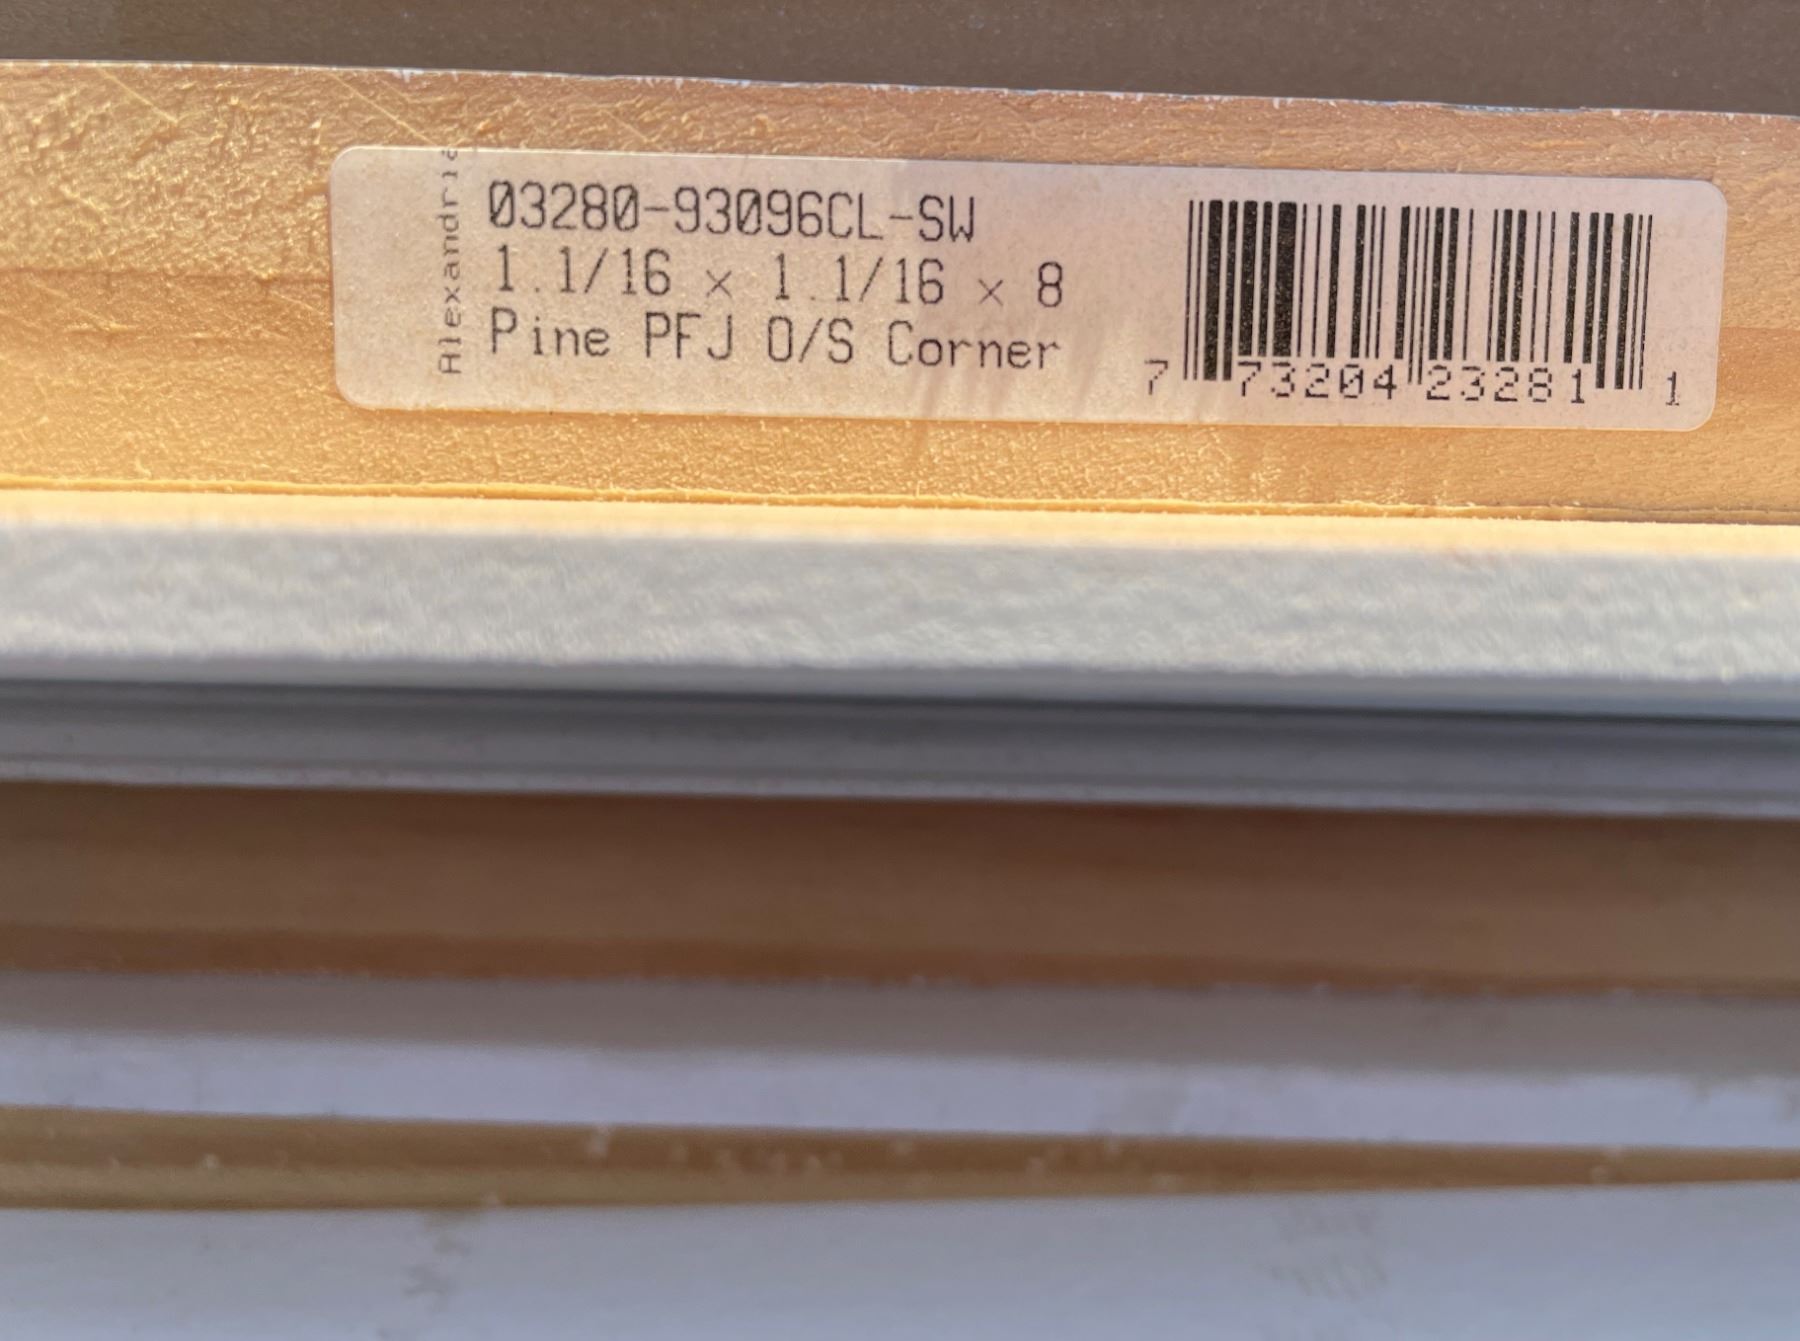 Alexandria
03280-93096CL-SW
1.1/16 x 1.1/16 x 8
Pine PFJ O/S Corner
7 73204 23281 1